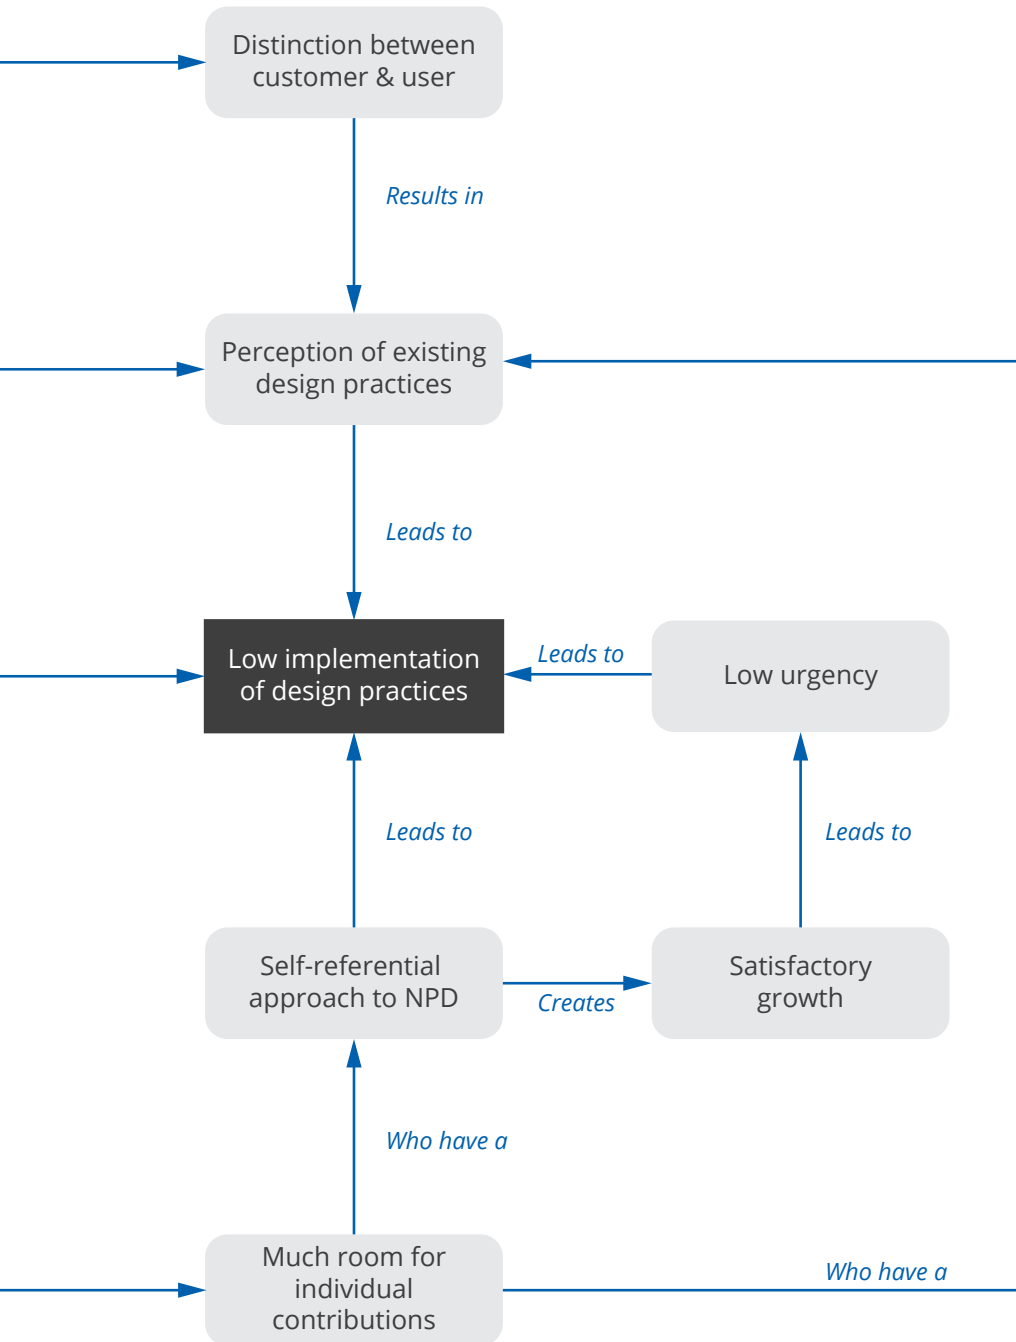 Distinction between
customer & user
Results in
Perception of existing
design practices
Leads to
Low implementation
of design practices
Leads to
Low urgency
Leads to
Leads to
Self-referential
approach to NPD
Creates
Satisfactory
growth
Who have a
Much room for
individual
contributions
Who have a